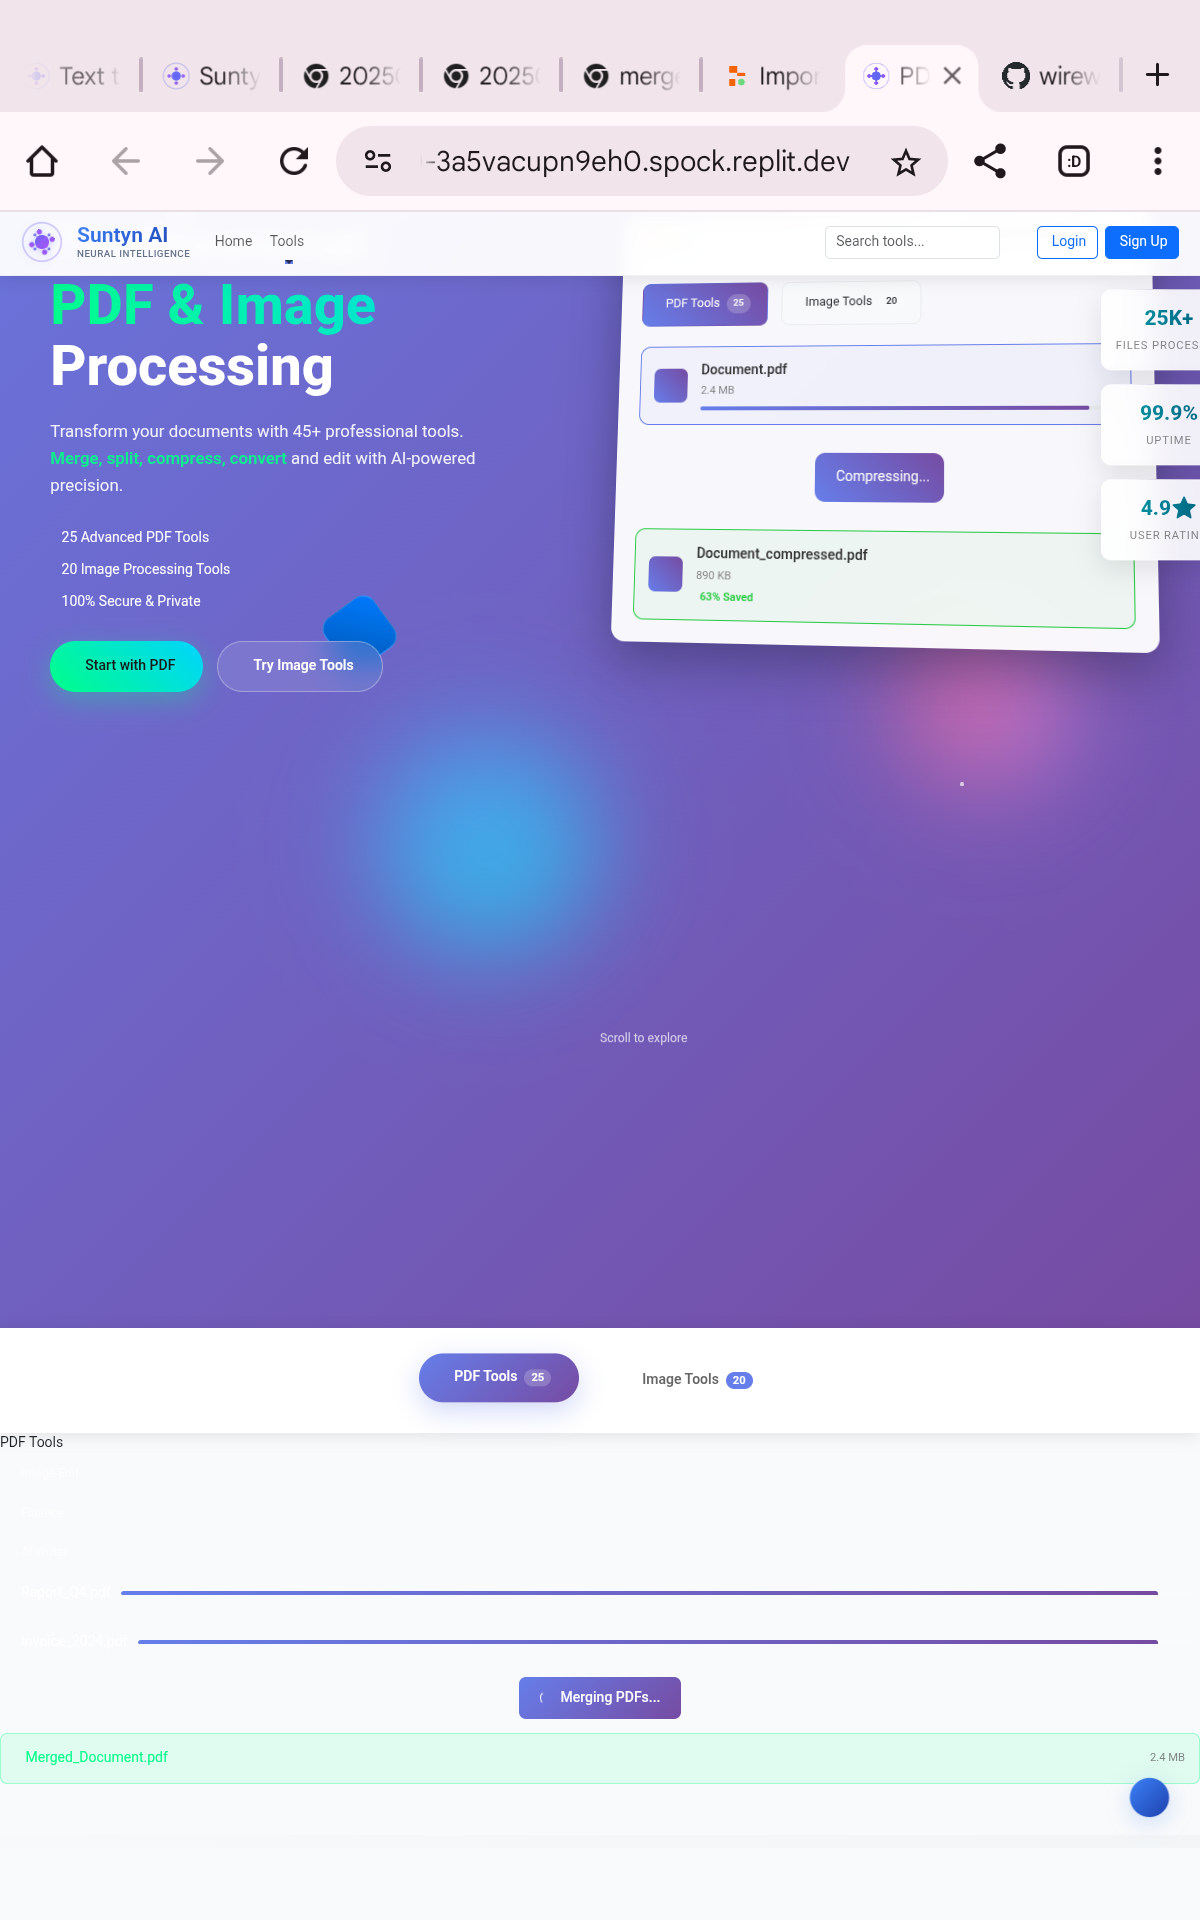 Text t
Sunty
2025
2025
merg
Impor
PD
wirew
-3a5vacupn9eh0.spock.replit.dev
:D
Suntyn AI
NEURAL INTELLIGENCE
Home
Tools
Search tools...
Login
Sign Up
PDF & Image
Processing
Transform your documents with 45+ professional tools.
Merge, split, compress, convert and edit with AI-powered
precision.
25 Advanced PDF Tools
20 Image Processing Tools
100% Secure & Private
Start with PDF
Try Image Tools
PDF Tools 25
Image Tools 20
Document.pdf
2.4 MB
Compressing...
Document_compressed.pdf
890 KB
63% Saved
25K+
FILES PROCES
99.9%
UPTIME
4.9
USER RATIN
Scroll to explore
PDF Tools 25
Image Tools 20
PDF Tools
Report_Q4.pdf
Invoice_2024.pdf
Merging PDFs...
Merged_Document.pdf
2.4 MB